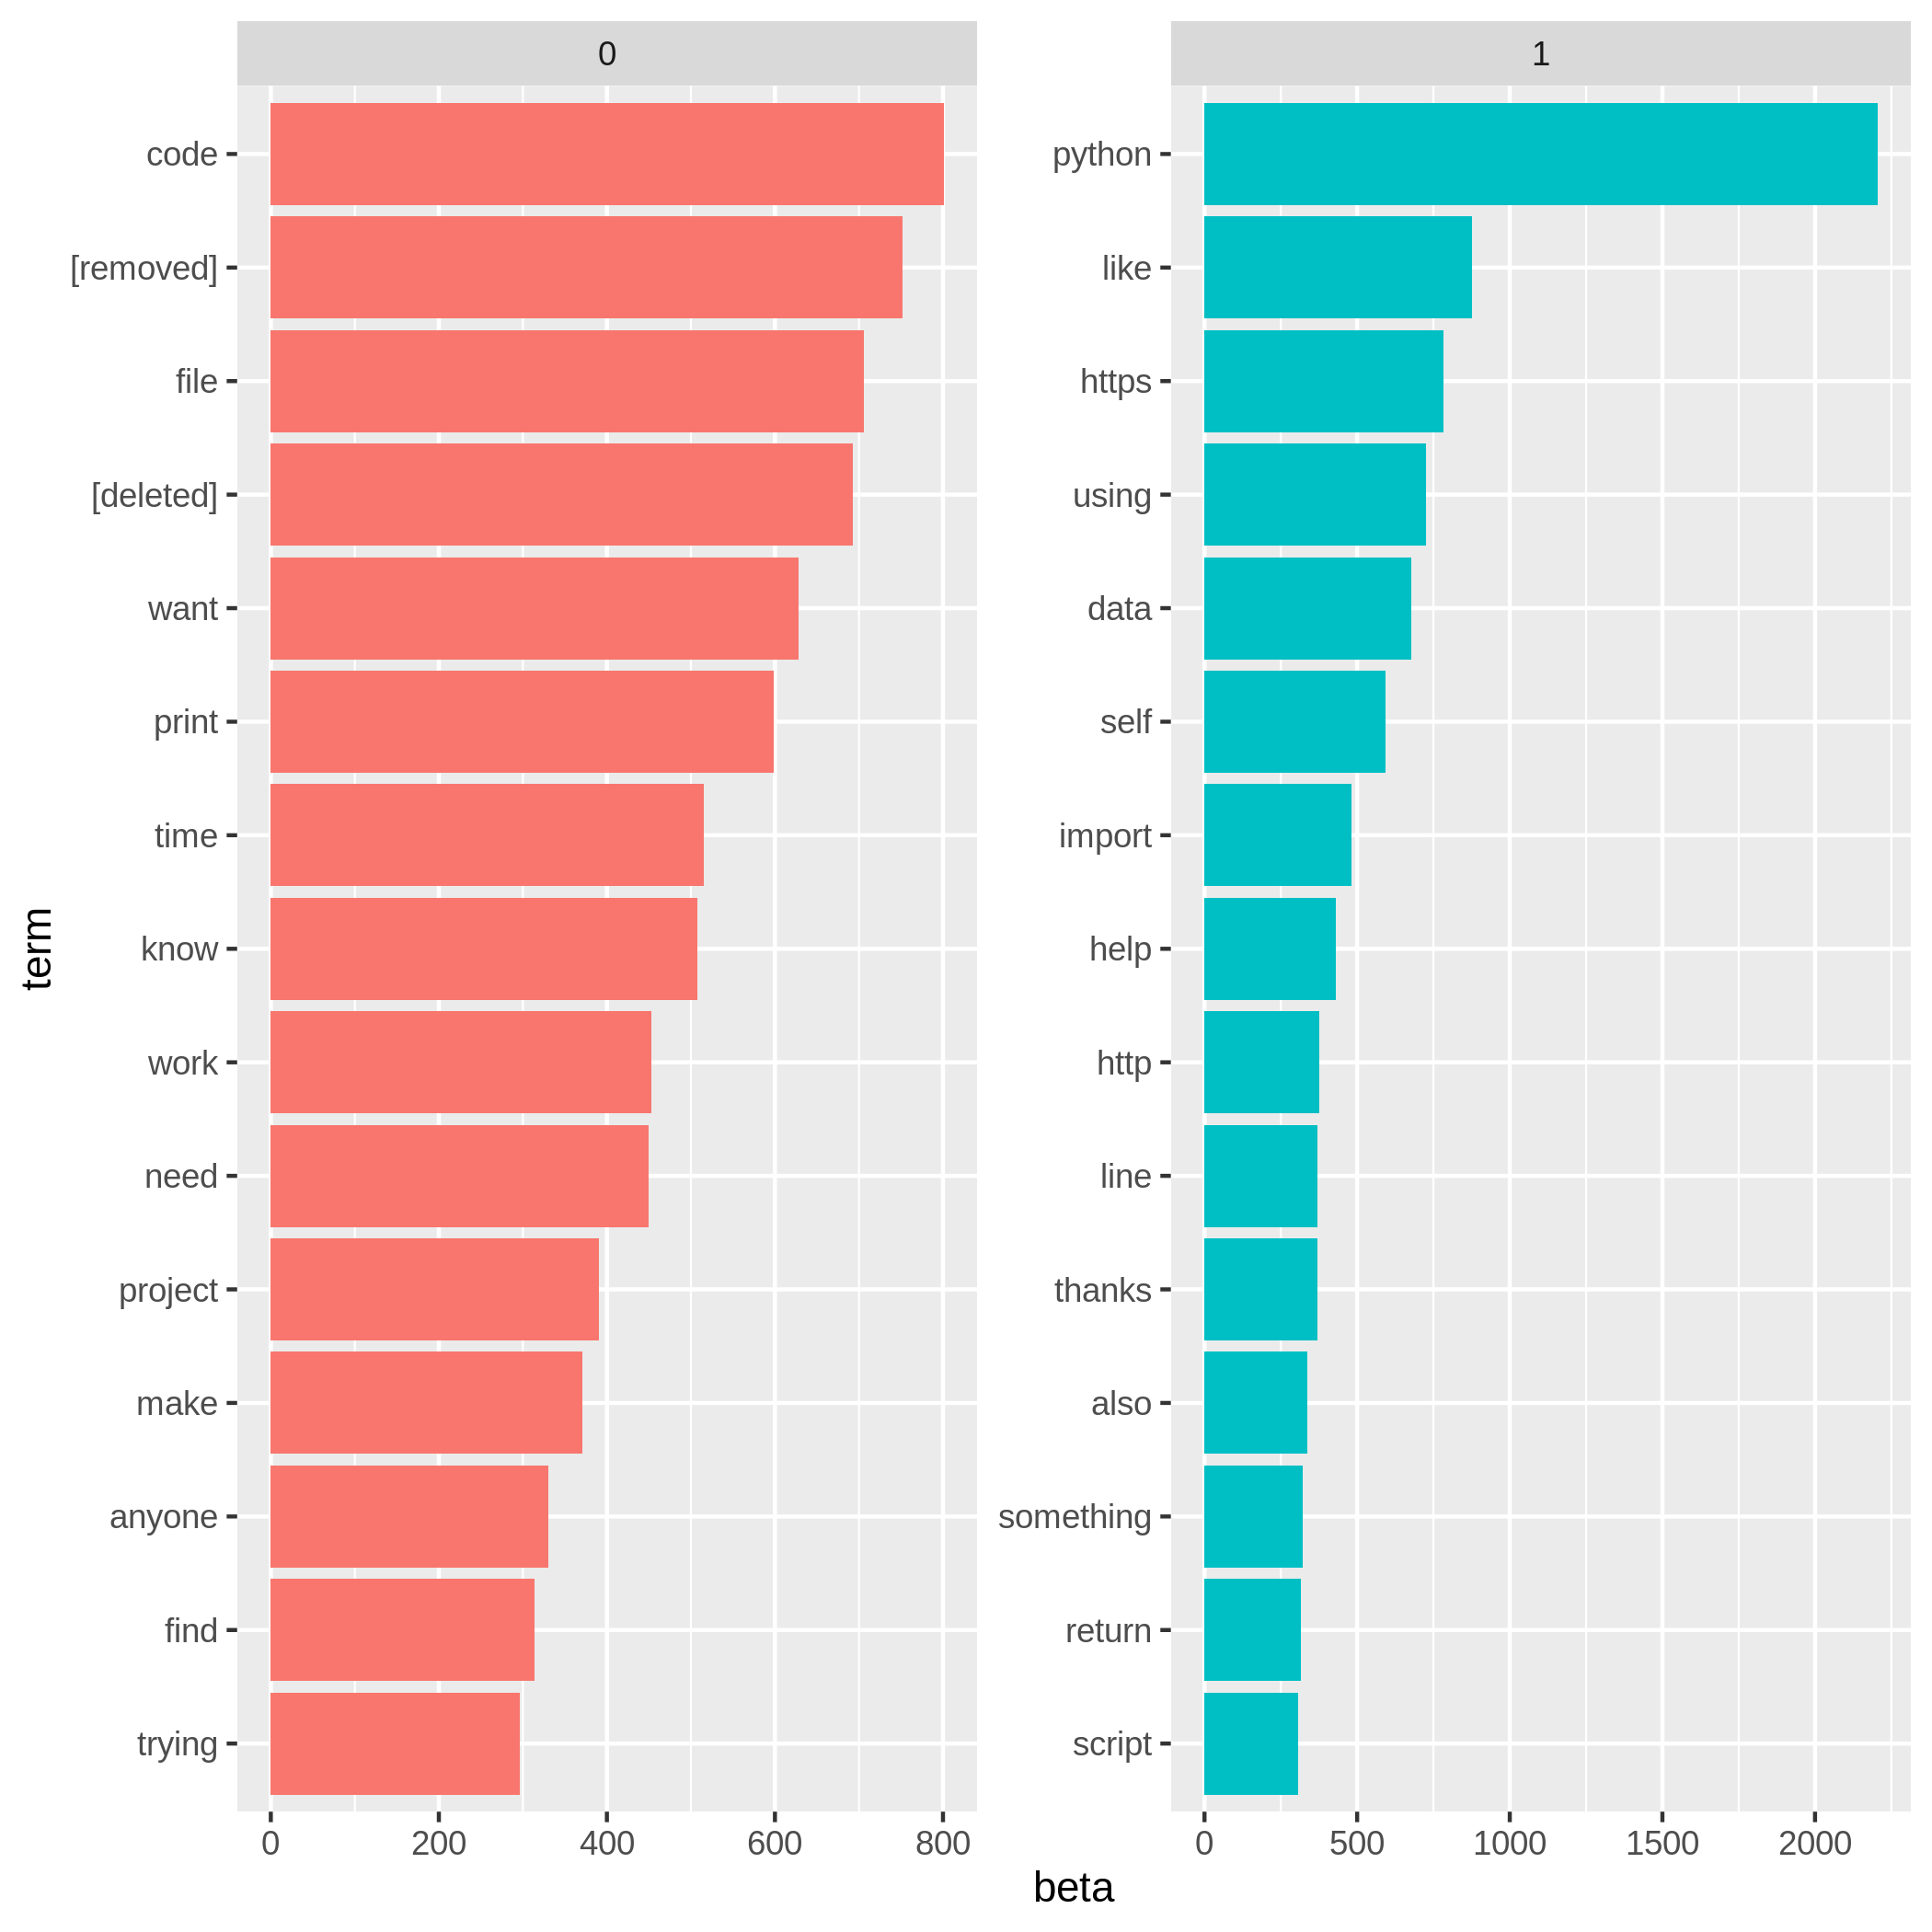 0
1
code
[removed]
file
[deleted]
want
print
time
know
work
need
project
make
anyone
find
trying
python
like
https
using
data
self
import
help
http
line
thanks
also
something
return
script
term
0 200 400 600 800
0 500 1000 1500 2000
beta